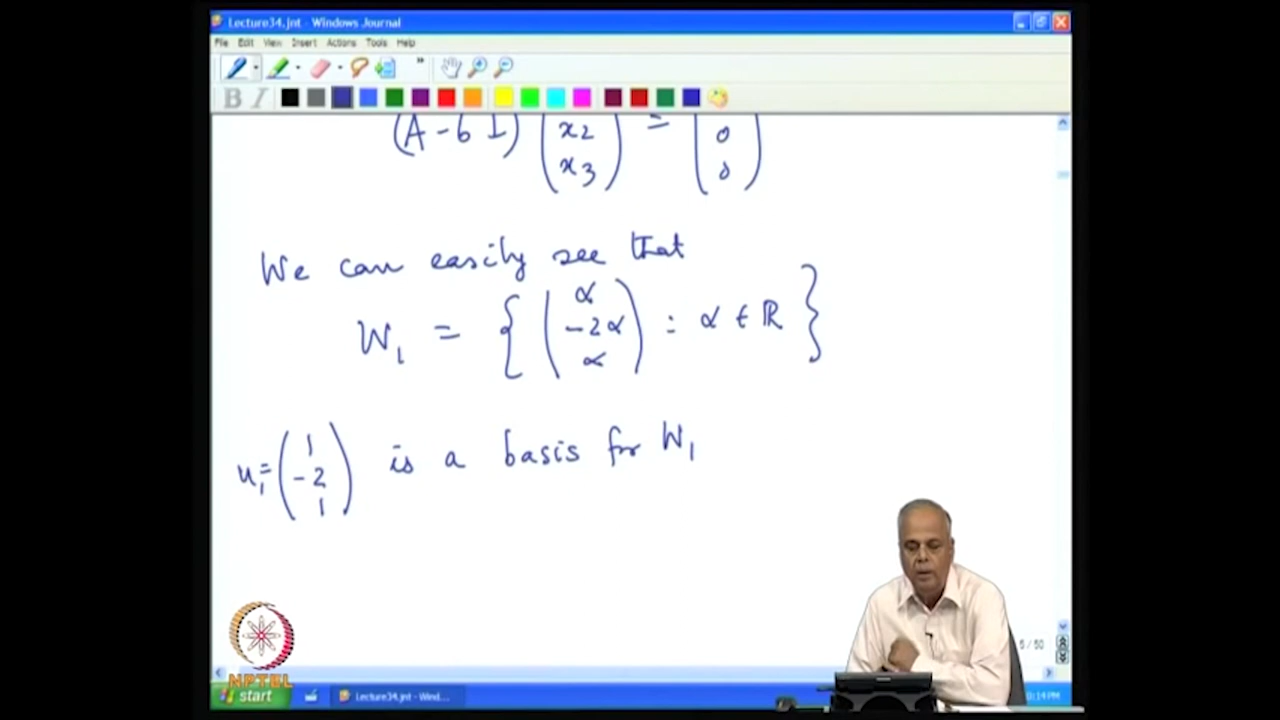 Lecture34.jnt - Windows Journal
File Edit View Insert Actions Tools Help
B I
(A - 6 I) ( x2 x3 ) = ( 0 0 )
We can easily see that
W1 = { ( α -2α α ) : α ∈ ℝ }
u1 = ( 1 -2 1 ) is a basis for W1
NPTEL
start Lecture34.jnt - Wind...